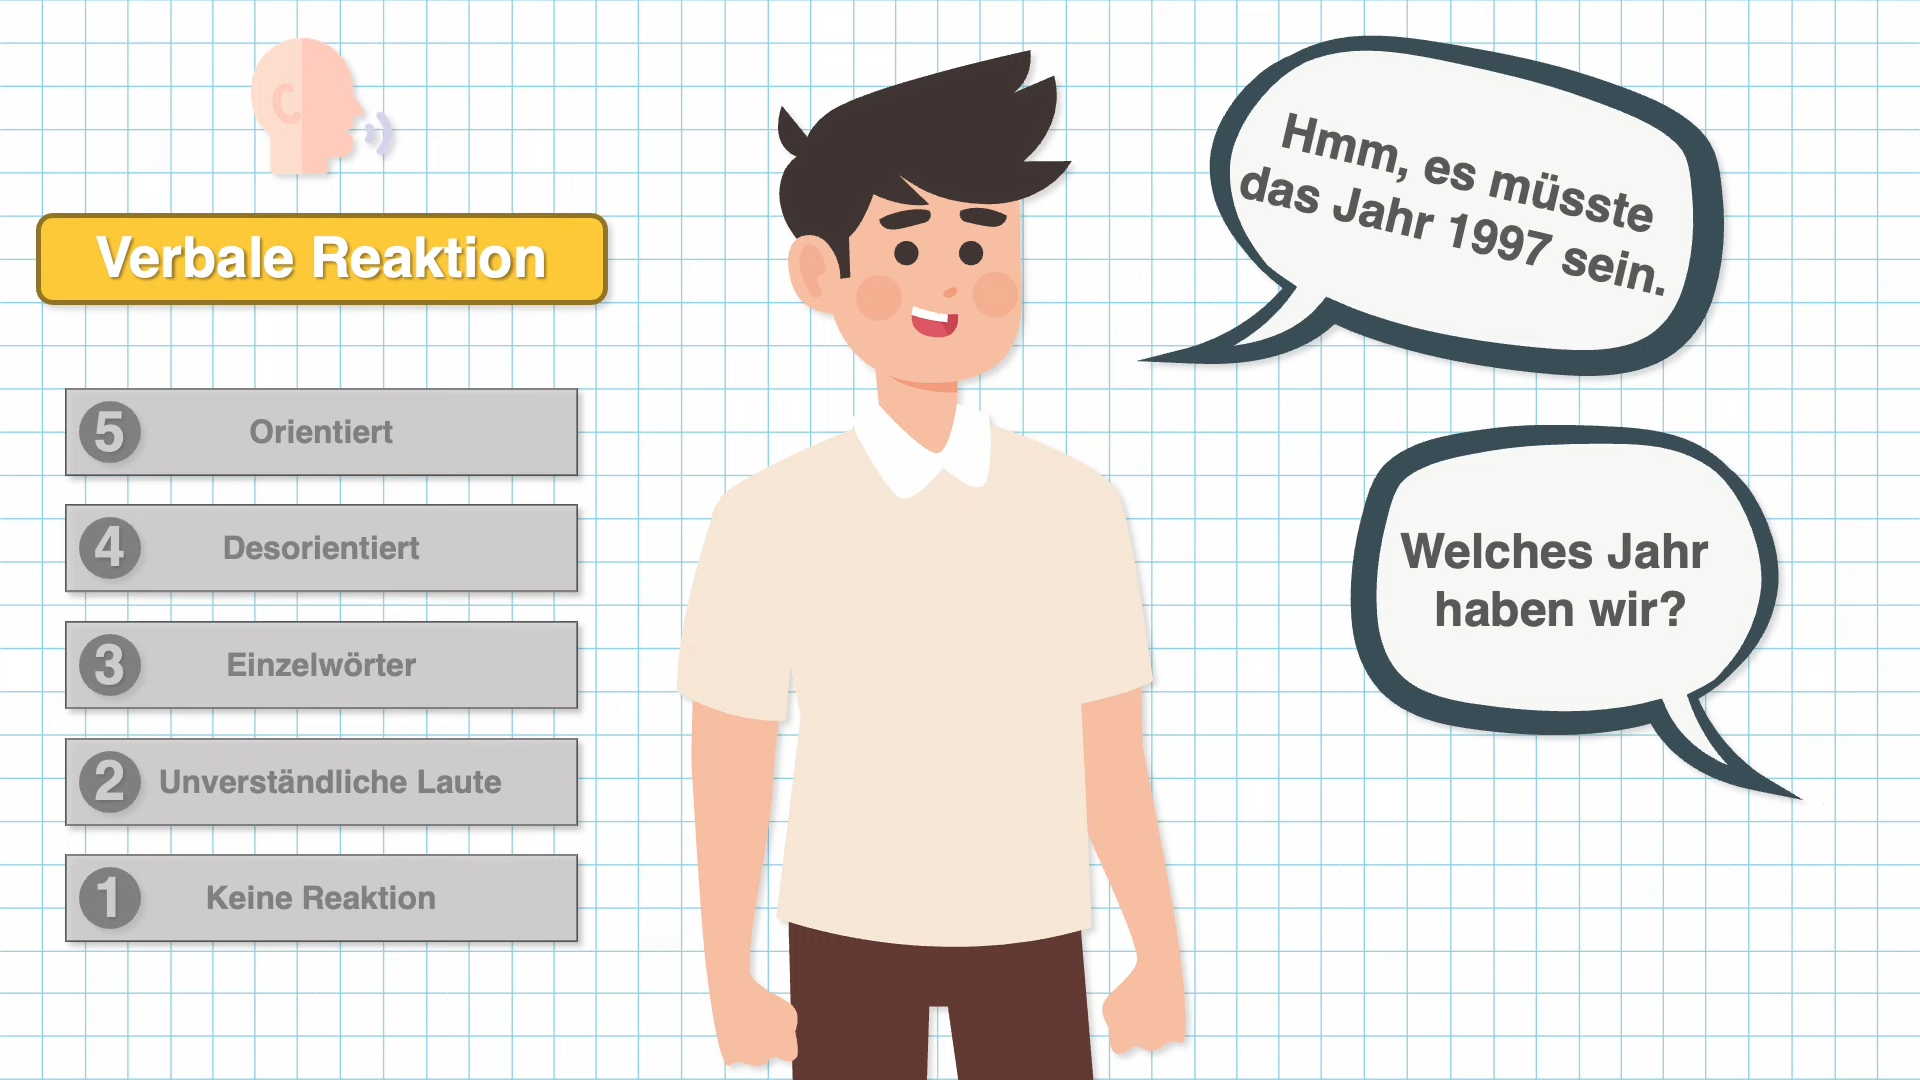 Verbale Reaktion
5 Orientiert
4 Desorientiert
3 Einzelwörter
2 Unverständliche Laute
1 Keine Reaktion
Hmm, es müsste
das Jahr 1997 sein.
Welches Jahr
haben wir?